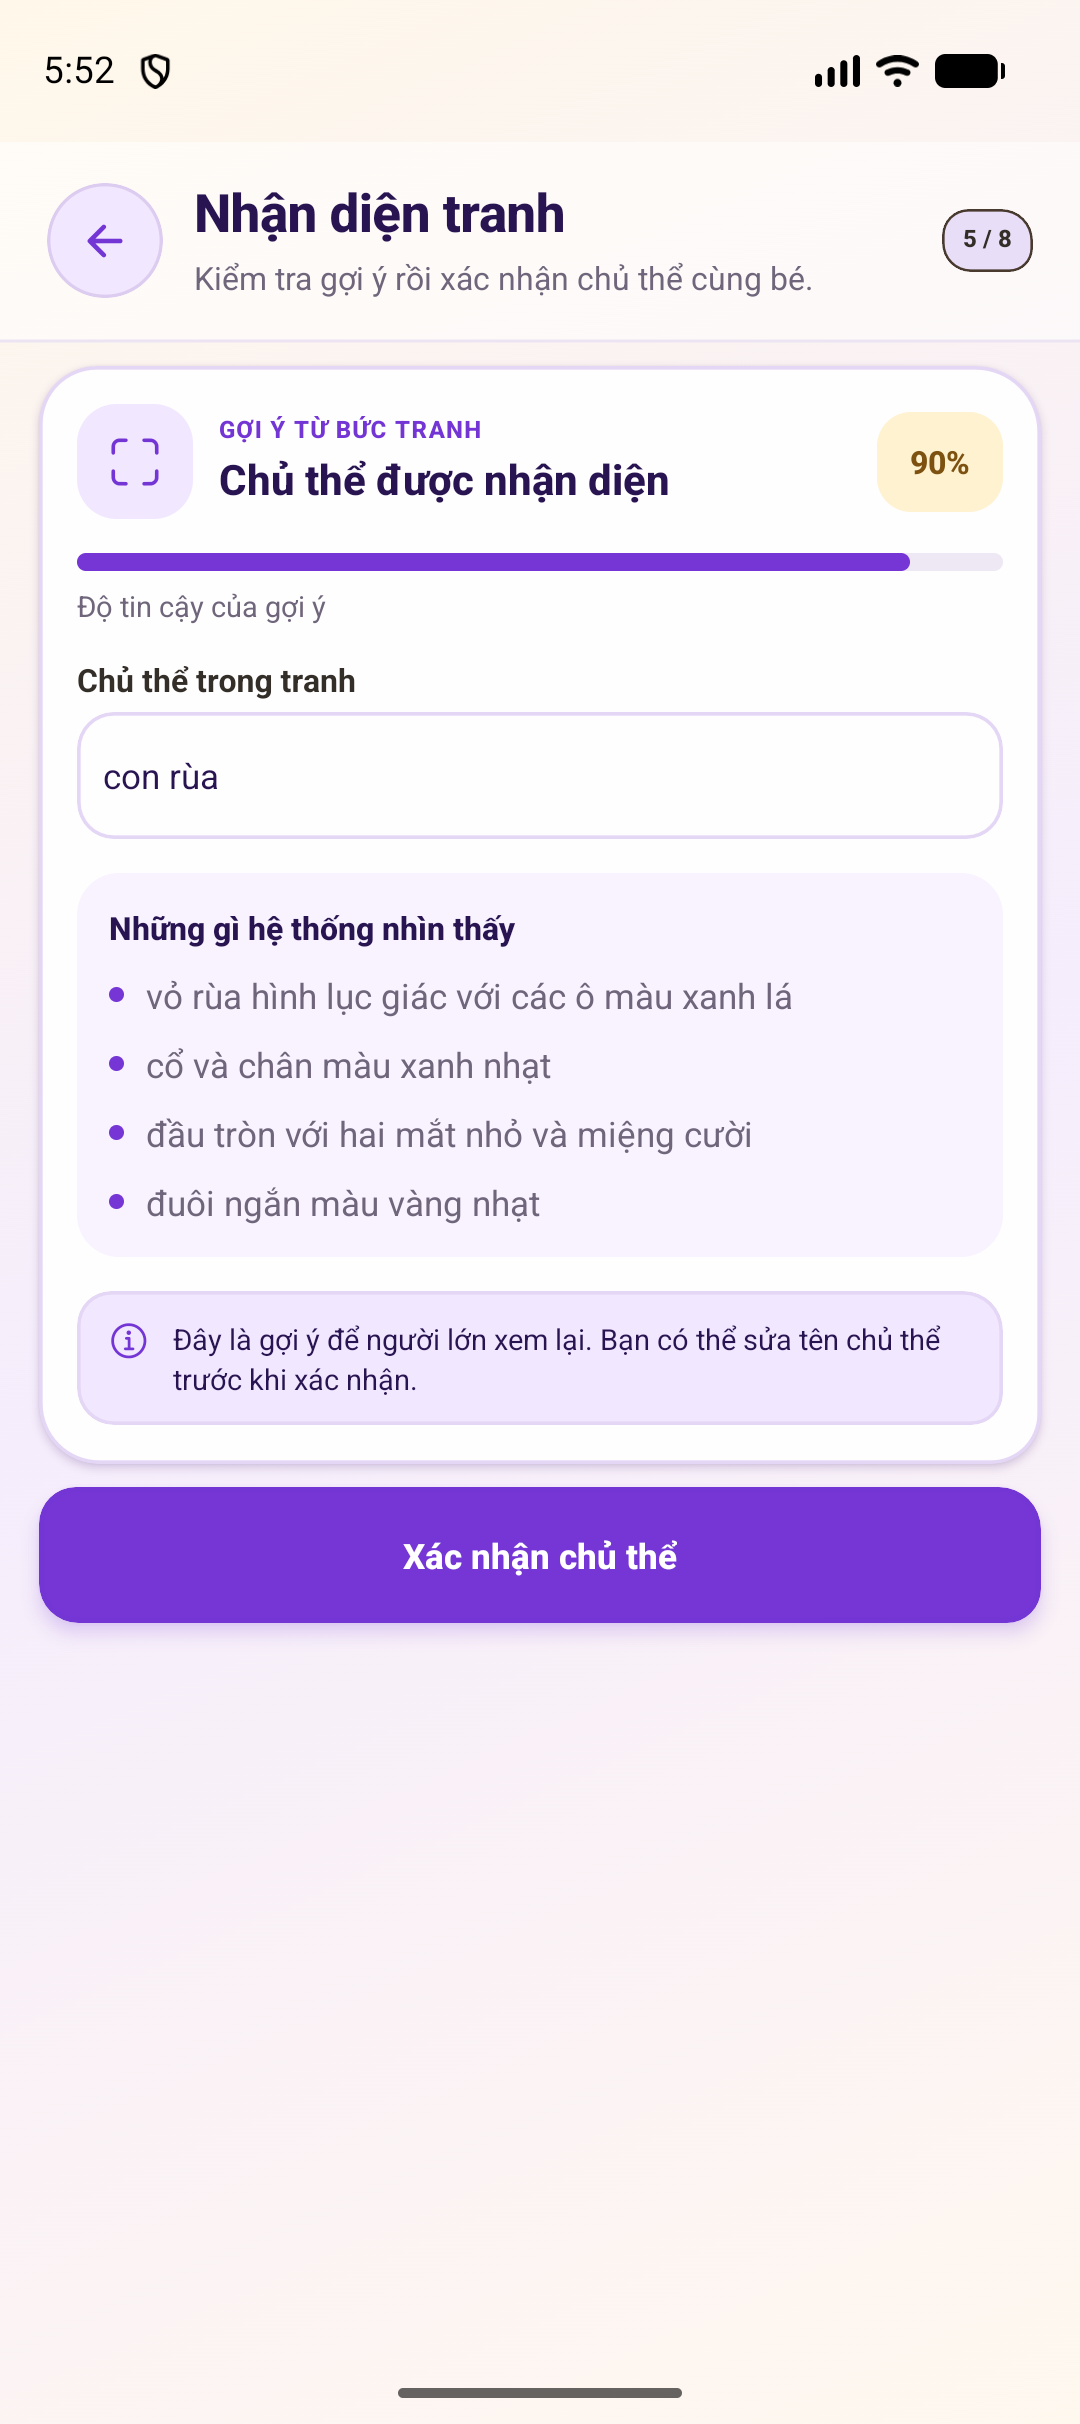 5:52
Nhận diện tranh
Kiểm tra gợi ý rồi xác nhận chủ thể cùng bé.
5 / 8
GỢI Ý TỪ BỨC TRANH
Chủ thể được nhận diện
90%
Độ tin cậy của gợi ý
Chủ thể trong tranh
con rùa
Những gì hệ thống nhìn thấy
vỏ rùa hình lục giác với các ô màu xanh lá
cổ và chân màu xanh nhạt
đầu tròn với hai mắt nhỏ và miệng cười
đuôi ngắn màu vàng nhạt
Đây là gợi ý để người lớn xem lại. Bạn có thể sửa tên chủ thể
trước khi xác nhận.
Xác nhận chủ thể